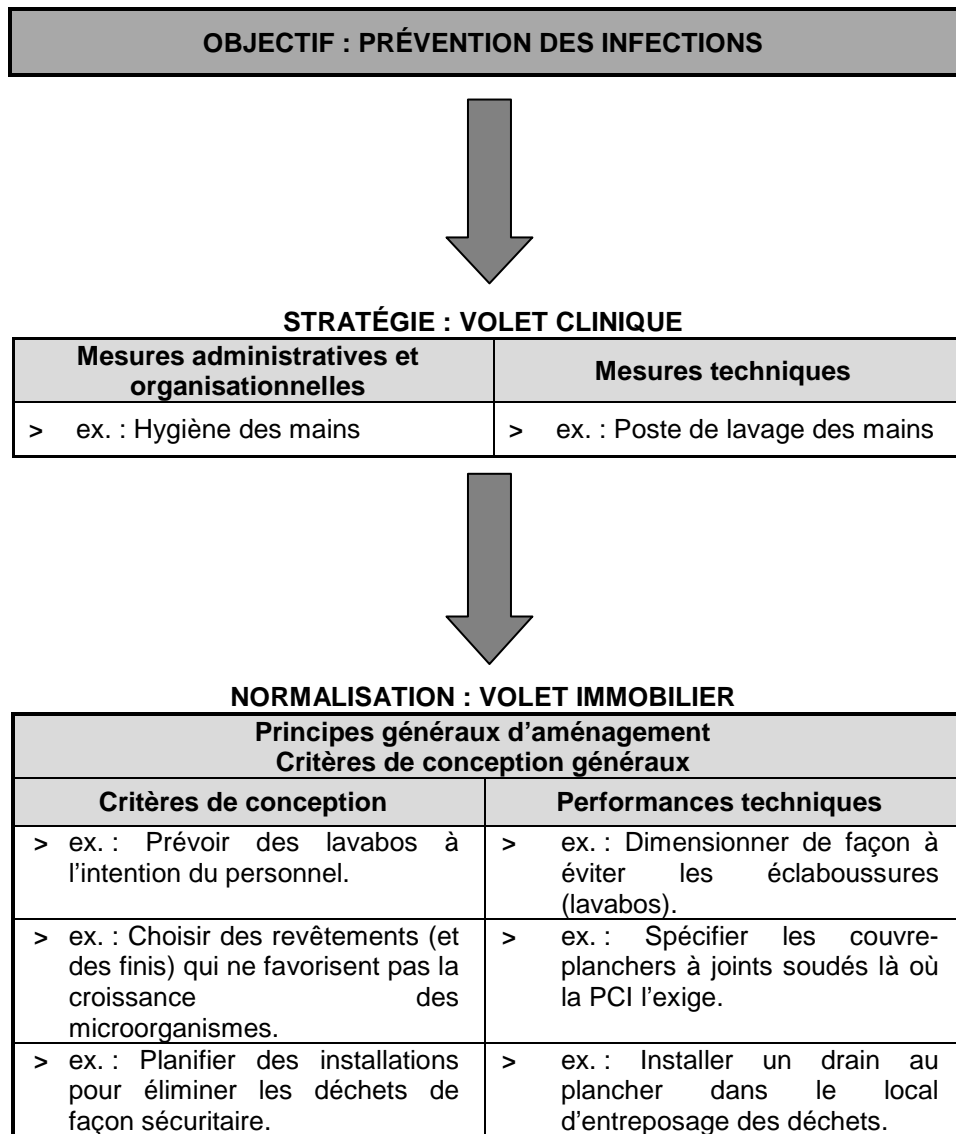 OBJECTIF : PRÉVENTION DES INFECTIONS
STRATÉGIE : VOLET CLINIQUE
Mesures administratives et
organisationnelles
Mesures techniques
> ex. : Hygiène des mains
> ex. : Poste de lavage des mains
NORMALISATION : VOLET IMMOBILIER
Principes généraux d'aménagement
Critères de conception généraux
Critères de conception
Performances techniques
> ex. : Prévoir des lavabos à
l'intention du personnel.
> ex. : Dimensionner de façon à
éviter les éclaboussures
(lavabos).
> ex. : Choisir des revêtements (et
des finis) qui ne favorisent pas la
croissance des
microorganismes.
> ex. : Spécifier les couvre-
planchers à joints soudés là où
la PCI l'exige.
> ex. : Planifier des installations
pour éliminer les déchets de
façon sécuritaire.
> ex. : Installer un drain au
plancher dans le local
d'entreposage des déchets.